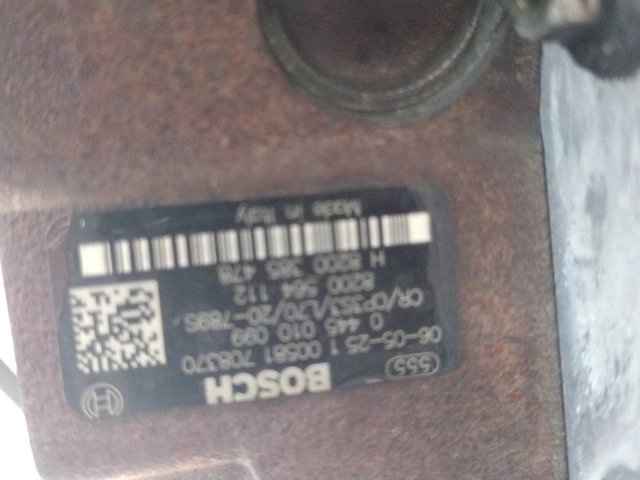 BOSCH
555
06-05-25 1 00581 708370
0 445 010 099
CR/CP3S3/L70/20-789S
8200 564 112
H 8200 385 478
Made in Italy